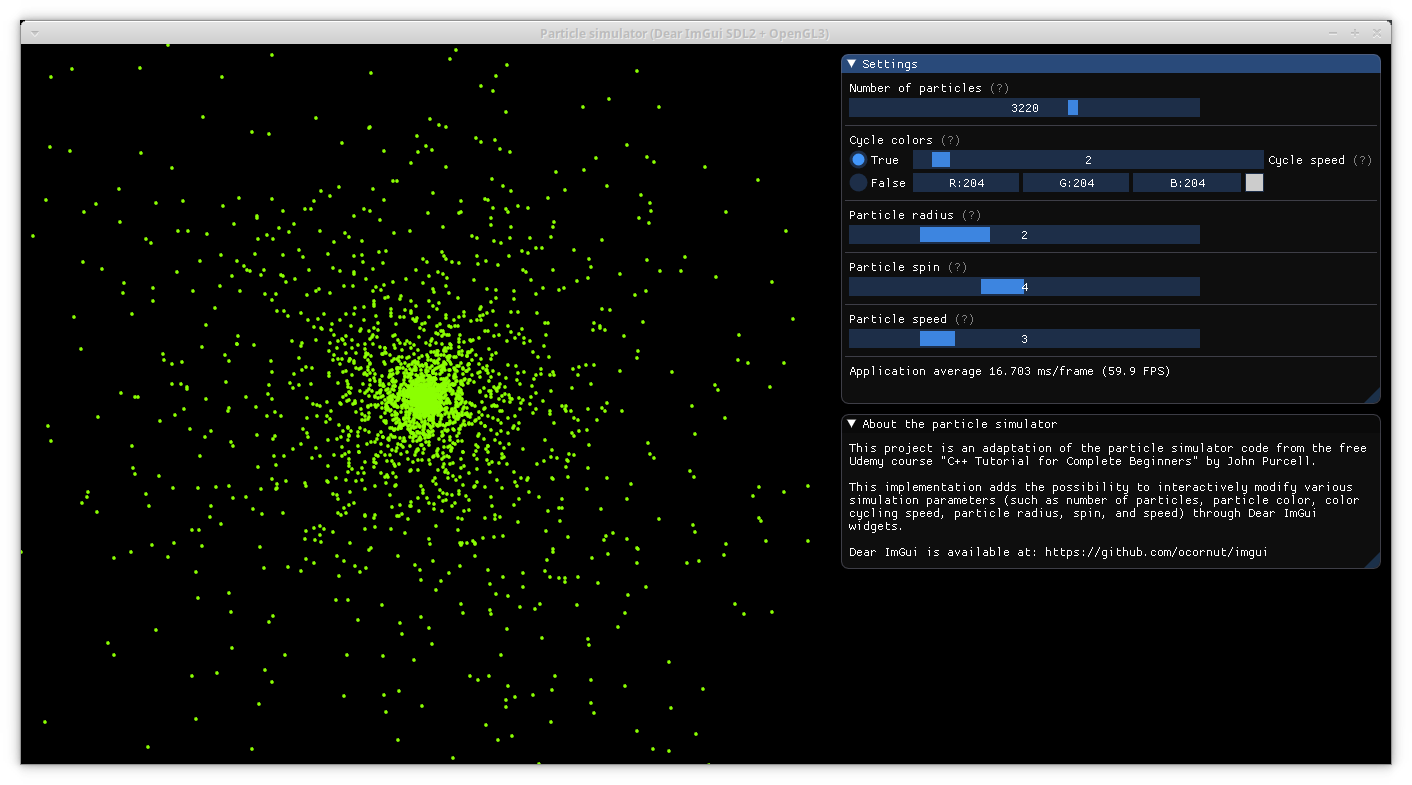 Particle simulator (Dear ImGui SDL2 + OpenGL3)
Settings
Number of particles (?)
3220
Cycle colors (?)
True 2 Cycle speed (?)
False R:204 G:204 B:204
Particle radius (?)
2
Particle spin (?)
4
Particle speed (?)
3
Application average 16.703 ms/frame (59.9 FPS)
About the particle simulator
This project is an adaptation of the particle simulator code from the free
Udemy course "C++ Tutorial for Complete Beginners" by John Purcell.
This implementation adds the possibility to interactively modify various
simulation parameters (such as number of particles, particle color, color
cycling speed, particle radius, spin, and speed) through Dear ImGui
widgets.
Dear ImGui is available at: https://github.com/ocornut/imgui